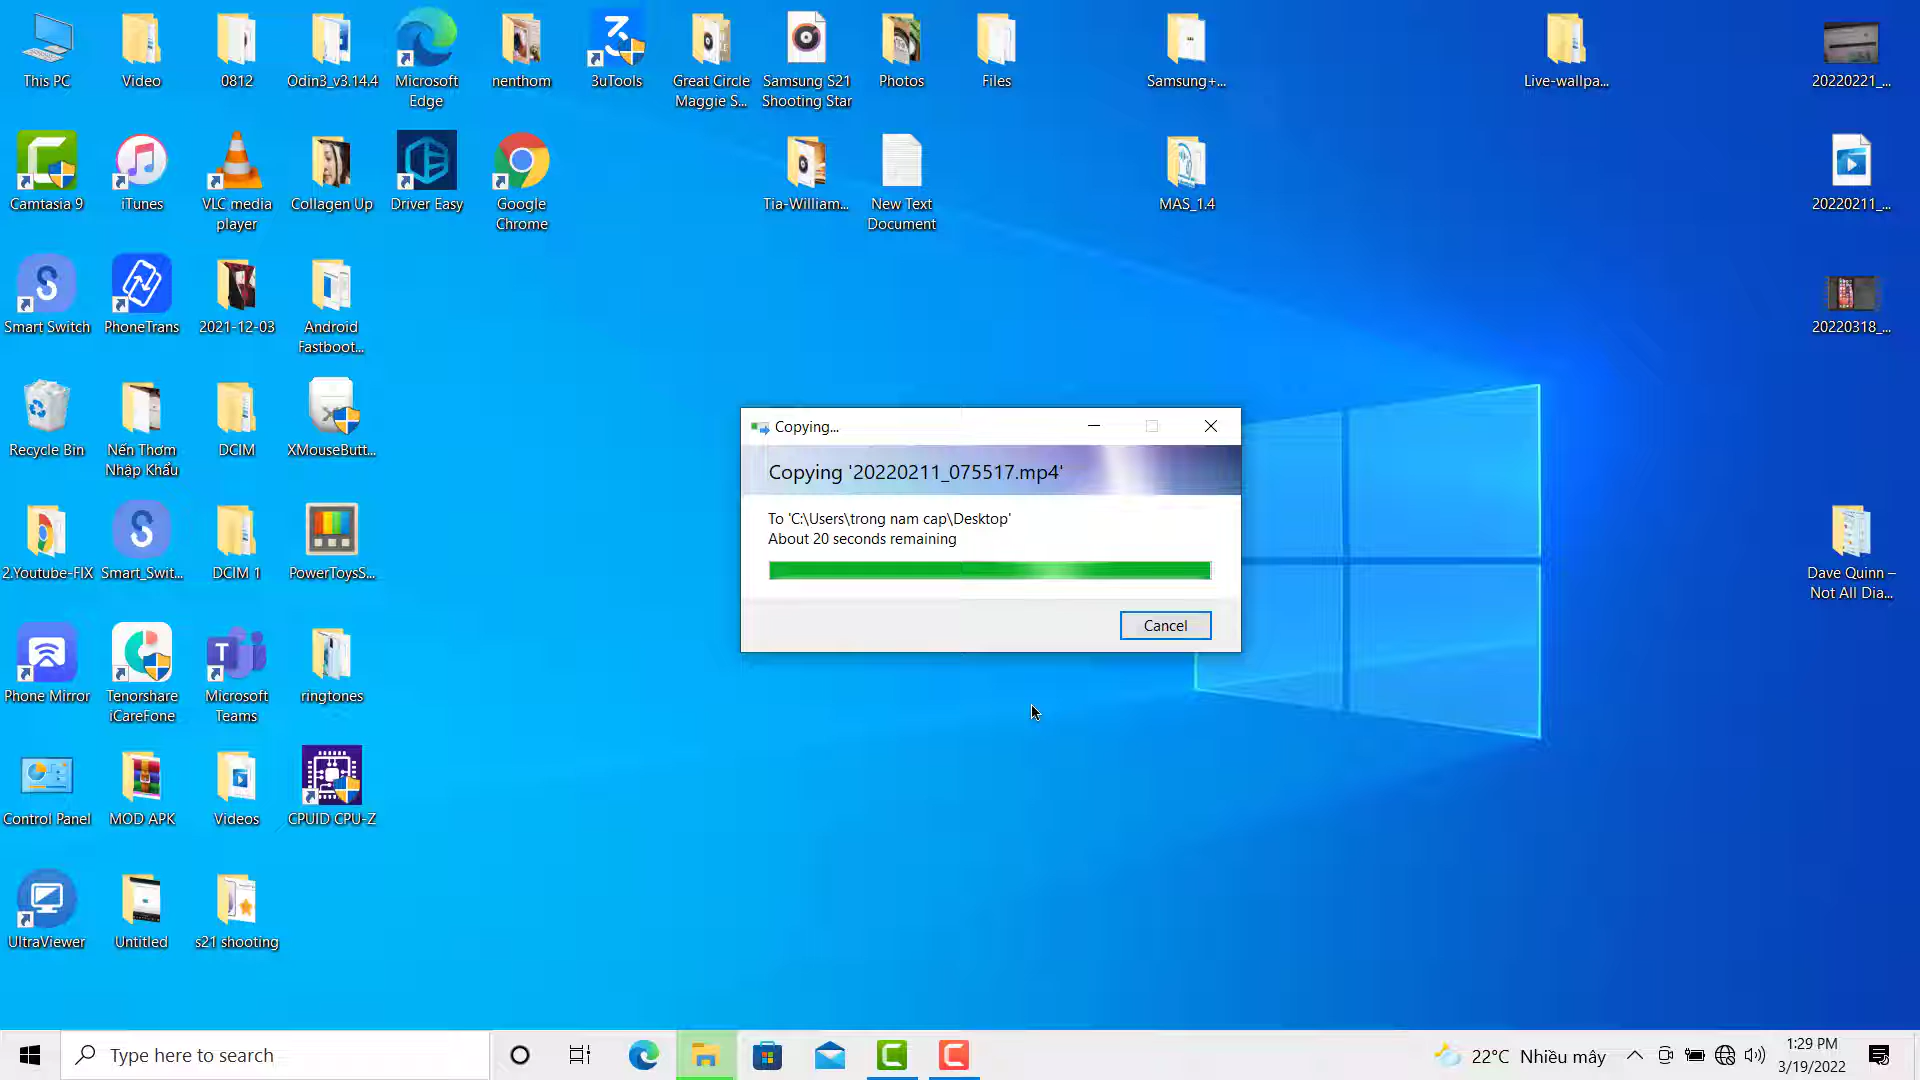 This PC
Video
0812
Odin3_v3.14.4
Microsoft
Edge
nenthom
3uTools
Great Circle
Maggie S...
Samsung S21
Shooting Star
Photos
Files
Samsung+...
Live-wallpa...
20220221_...
Camtasia 9
iTunes
VLC media
player
Collagen Up
Driver Easy
Google
Chrome
Tia-William...
New Text
Document
MAS_1.4
20220211_...
Smart Switch
PhoneTrans
2021-12-03
Android
Fastboot...
20220318_...
Recycle Bin
Nến Thơm
Nhập Khẩu
DCIM
XMouseButt...
Copying...
Copying '20220211_075517.mp4'
To 'C:\Users\trong nam cap\Desktop'
About 20 seconds remaining
Cancel
2.Youtube-FIX
Smart_Swit...
DCIM 1
PowerToysS...
Dave Quinn –
Not All Dia...
Phone Mirror
Tenorshare
iCareFone
Microsoft
Teams
ringtones
Control Panel
MOD APK
Videos
CPUID CPU-Z
UltraViewer
Untitled
s21 shooting
Type here to search
22°C Nhiều mây
1:29 PM
3/19/2022